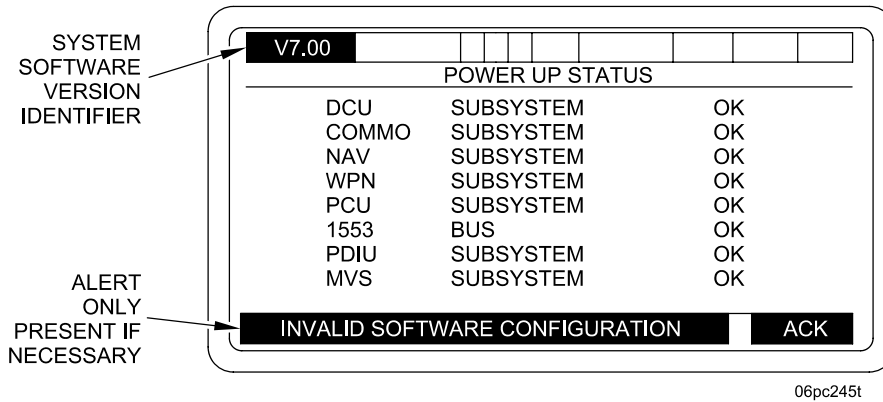 SYSTEM
SOFTWARE
VERSION
IDENTIFIER
V7.00
POWER UP STATUS
DCU SUBSYSTEM OK
COMMO SUBSYSTEM OK
NAV SUBSYSTEM OK
WPN SUBSYSTEM OK
PCU SUBSYSTEM OK
1553 BUS OK
PDIU SUBSYSTEM OK
MVS SUBSYSTEM OK
ALERT
ONLY
PRESENT IF
NECESSARY
INVALID SOFTWARE CONFIGURATION ACK
06pc245t